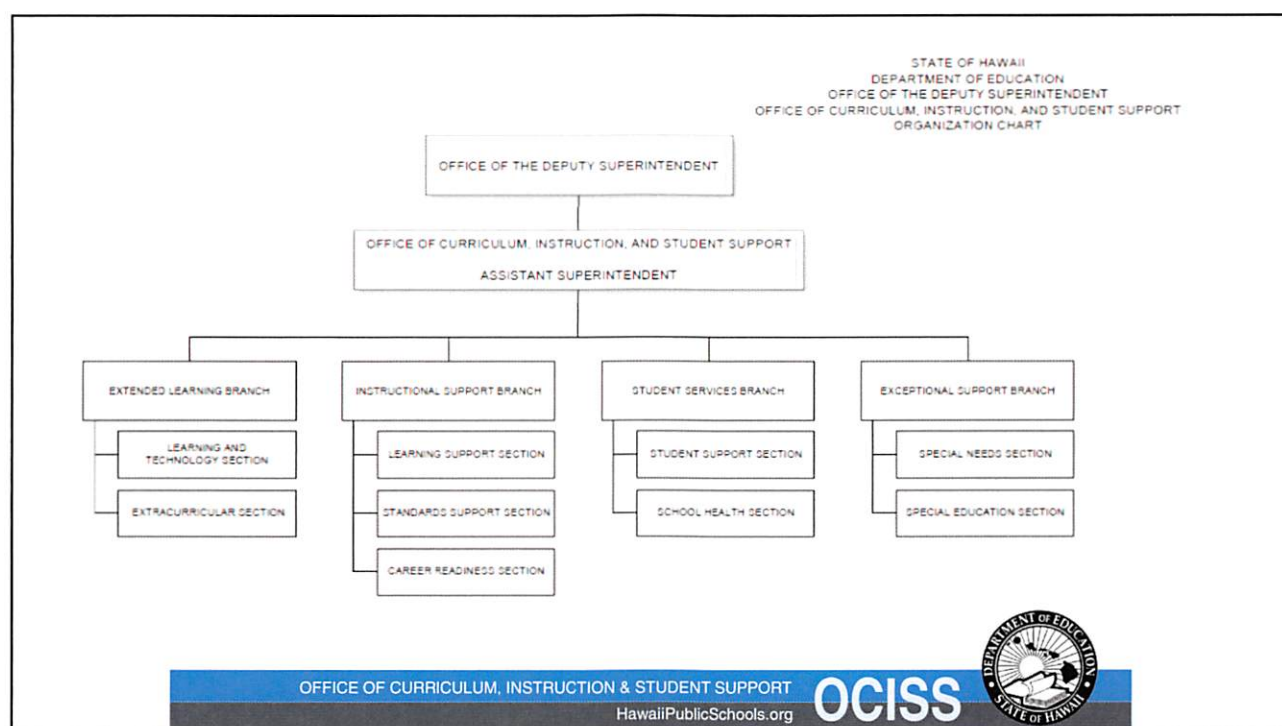 STATE OF HAWAII
DEPARTMENT OF EDUCATION
OFFICE OF THE DEPUTY SUPERINTENDENT
OFFICE OF CURRICULUM, INSTRUCTION, AND STUDENT SUPPORT
ORGANIZATION CHART
OFFICE OF THE DEPUTY SUPERINTENDENT
OFFICE OF CURRICULUM, INSTRUCTION, AND STUDENT SUPPORT
ASSISTANT SUPERINTENDENT
EXTENDED LEARNING BRANCH
LEARNING AND
TECHNOLOGY SECTION
EXTRACURRICULAR SECTION
INSTRUCTIONAL SUPPORT BRANCH
LEARNING SUPPORT SECTION
STANDARDS SUPPORT SECTION
CAREER READINESS SECTION
STUDENT SERVICES BRANCH
STUDENT SUPPORT SECTION
SCHOOL HEALTH SECTION
EXCEPTIONAL SUPPORT BRANCH
SPECIAL NEEDS SECTION
SPECIAL EDUCATION SECTION
OFFICE OF CURRICULUM, INSTRUCTION & STUDENT SUPPORT
HawaiiPublicSchools.org
OCISS
DEPARTMENT OF EDUCATION
STATE OF HAWAII